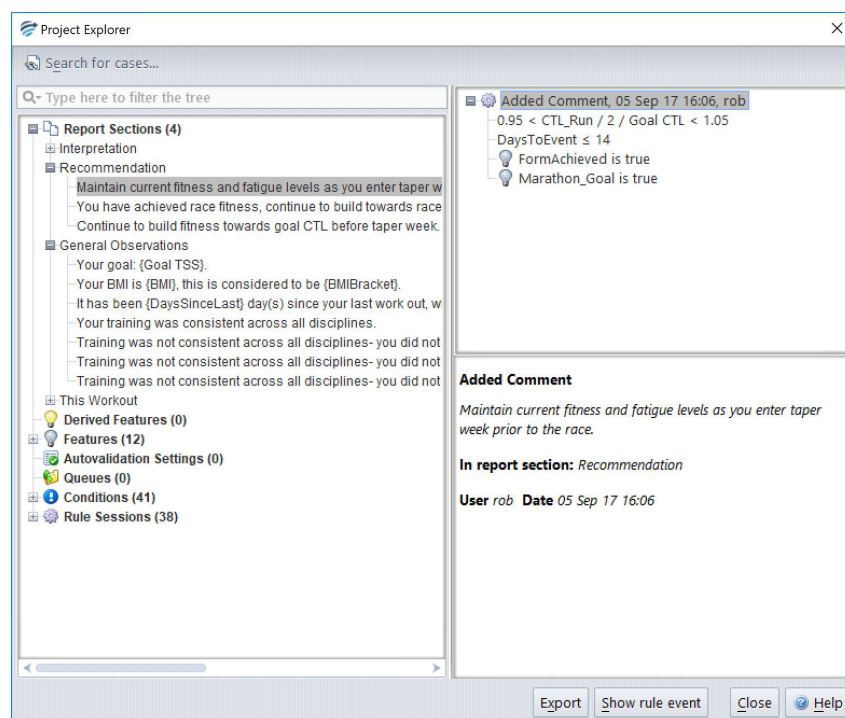 Project Explorer
Search for cases...
Type here to filter the tree
Report Sections (4)
Interpretation
Recommendation
Maintain current fitness and fatigue levels as you enter taper w
You have achieved race fitness, continue to build towards race
Continue to build fitness towards goal CTL before taper week.
General Observations
Your goal: {Goal TSS}.
Your BMI is {BMI}, this is considered to be {BMIBracket}.
It has been {DaysSinceLast} day(s) since your last work out, w
Your training was consistent across all disciplines.
Training was not consistent across all disciplines- you did not
Training was not consistent across all disciplines- you did not
Training was not consistent across all disciplines- you did not
This Workout
Derived Features (0)
Features (12)
Autovalidation Settings (0)
Queues (0)
Conditions (41)
Rule Sessions (38)
Added Comment, 05 Sep 17 16:06, rob
0.95 < CTL_Run / 2 / Goal CTL < 1.05
DaysToEvent ≤ 14
FormAchieved is true
Marathon_Goal is true
Added Comment
Maintain current fitness and fatigue levels as you enter taper
week prior to the race.
In report section: Recommendation
User rob Date 05 Sep 17 16:06
Export
Show rule event
Close
Help